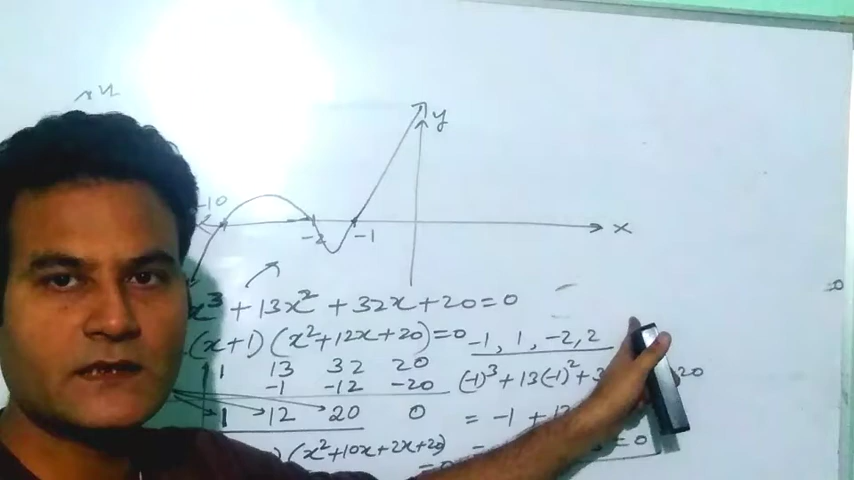 y
-10
-2
-1
x
x³ + 13x² + 32x + 20 = 0
(x+1) (x²+12x+20) = 0
-1, 1, -2, 2
1 13 32 20
-1 -12 -20
(-1)³ + 13(-1)² + 3
20
1 12 20 0
= -1 + 13
) (x²+10x+2x+20)
= 0
= 0